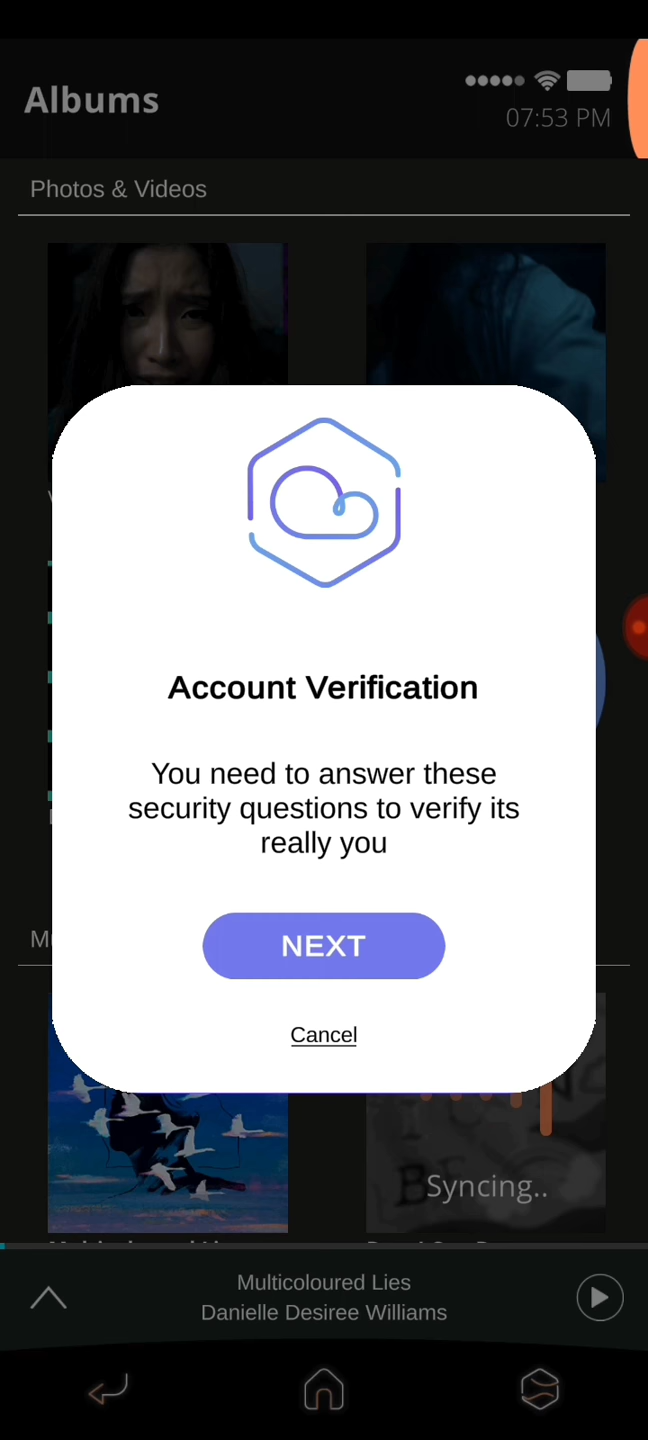 Albums
07:53 PM
Photos & Videos
Account Verification
You need to answer these
security questions to verify its
really you
NEXT
Cancel
Syncing..
Multicoloured Lies
Danielle Desiree Williams